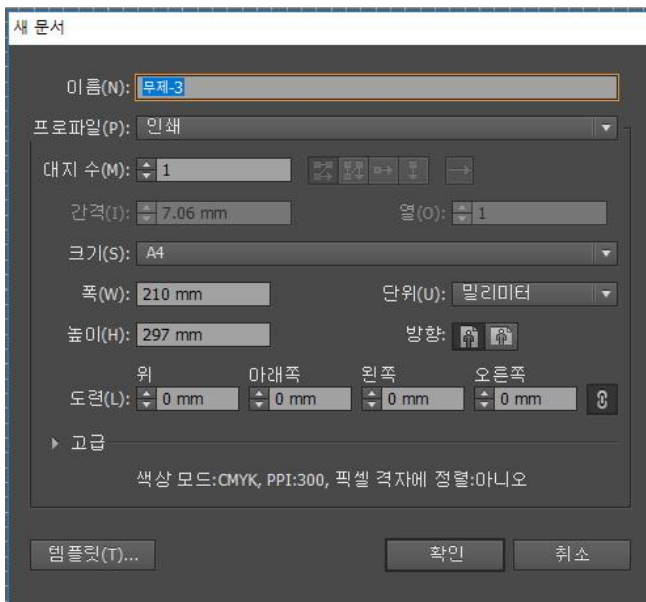 새 문서
이름(N): 무제-3
프로파일(P): 인쇄
대지 수(M): 1
간격(I): 7.06 mm 열(O): 1
크기(S): A4
폭(W): 210 mm 단위(U): 밀리미터
높이(H): 297 mm 방향:
위 아래쪽 왼쪽 오른쪽
도련(L): 0 mm 0 mm 0 mm 0 mm
고급
색상 모드:CMYK, PPI:300, 픽셀 격자에 정렬:아니오
템플릿(T)... 확인 취소